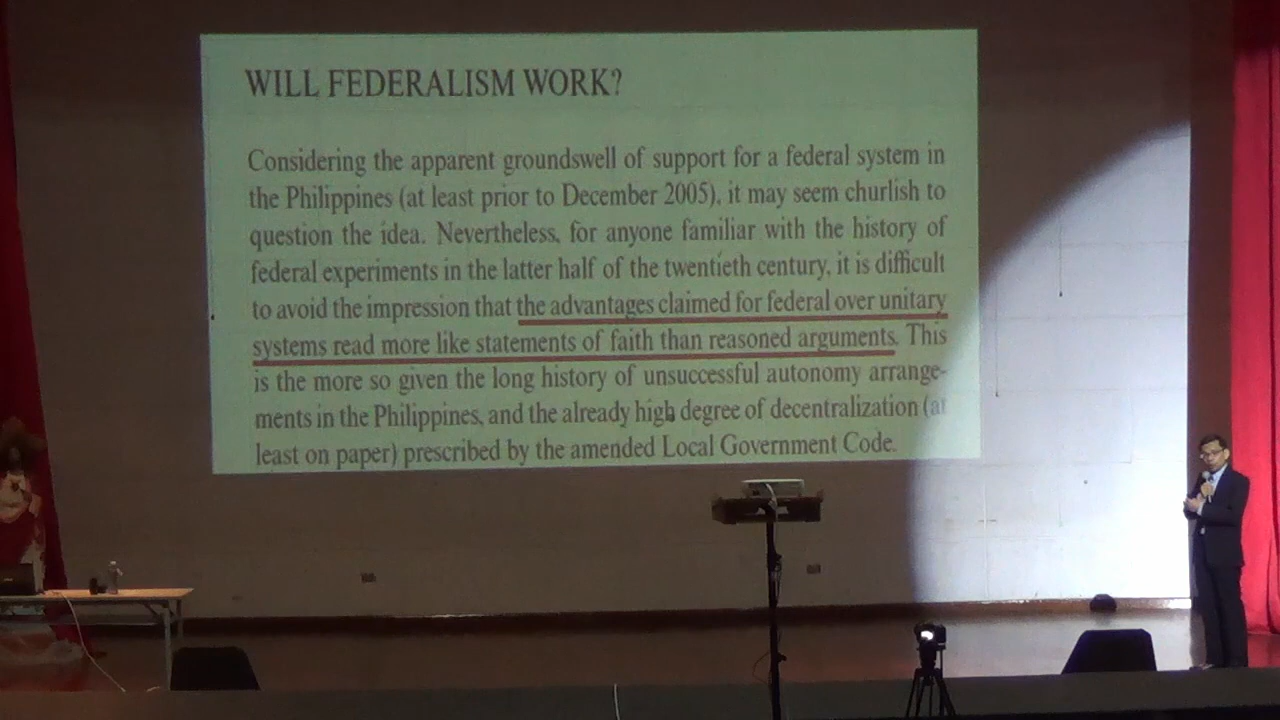 WILL FEDERALISM WORK?
Considering the apparent groundswell of support for a federal system in
the Philippines (at least prior to December 2005), it may seem churlish to
question the idea. Nevertheless, for anyone familiar with the history of
federal experiments in the latter half of the twentieth century, it is difficult
to avoid the impression that the advantages claimed for federal over unitary
systems read more like statements of faith than reasoned arguments. This
is the more so given the long history of unsuccessful autonomy arrange-
ments in the Philippines, and the already high degree of decentralization (at
least on paper) prescribed by the amended Local Government Code.